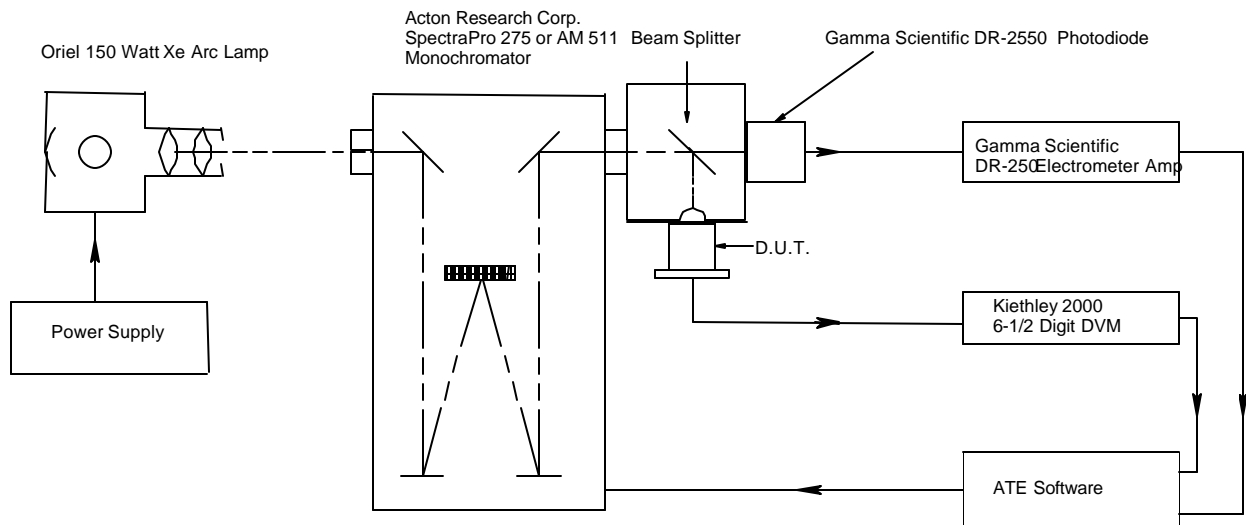 Acton Research Corp.
SpectraPro 275 or AM 511
Monochromator
Beam Splitter
Gamma Scientific DR-2550 Photodiode
Oriel 150 Watt Xe Arc Lamp
Gamma Scientific
DR-250Electrometer Amp
D.U.T.
Kiethley 2000
6-1/2 Digit DVM
Power Supply
ATE Software